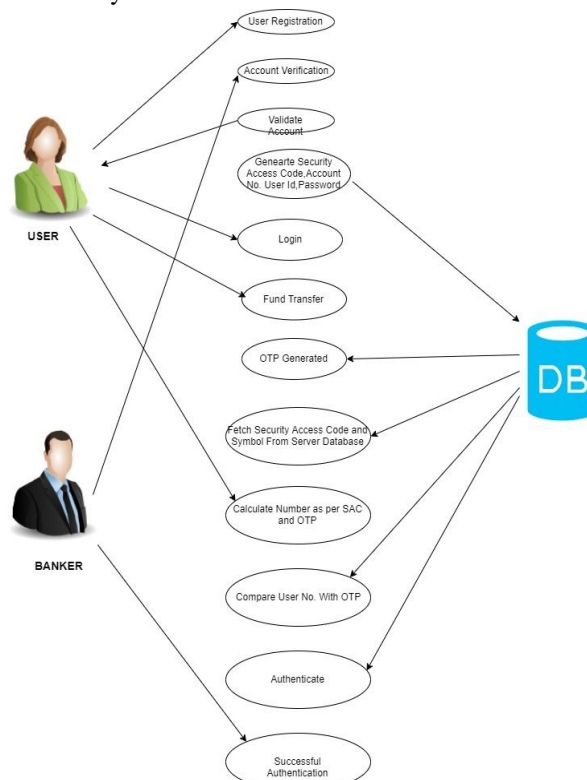 User Registration
Account Verification
Validate
Account
Genearte Security
Access Code,Account
No. User Id,Password
USER
Login
Fund Transfer
OTP Generated
DB
Fetch Security Access Code and
Symbol From Server Database
Calculate Number as per SAC
and OTP
BANKER
Compare User No. With OTP
Authenticate
Successful
Authentication